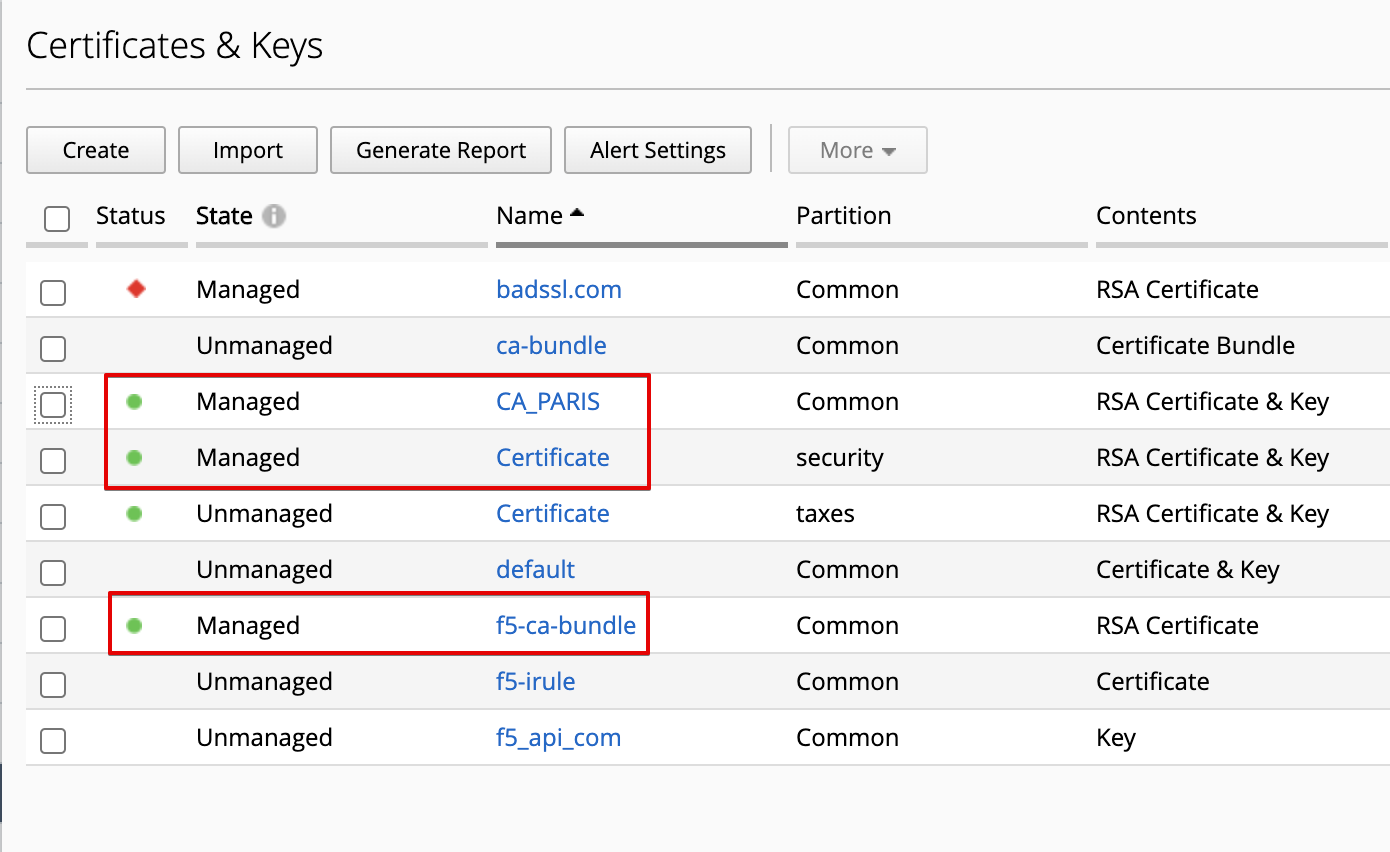 Certificates & Keys
Create Import Generate Report Alert Settings More
Status State Name Partition Contents
Managed badssl.com Common RSA Certificate
Unmanaged ca-bundle Common Certificate Bundle
Managed CA_PARIS Common RSA Certificate & Key
Managed Certificate security RSA Certificate & Key
Unmanaged Certificate taxes RSA Certificate & Key
Unmanaged default Common Certificate & Key
Managed f5-ca-bundle Common RSA Certificate
Unmanaged f5-irule Common Certificate
Unmanaged f5_api_com Common Key